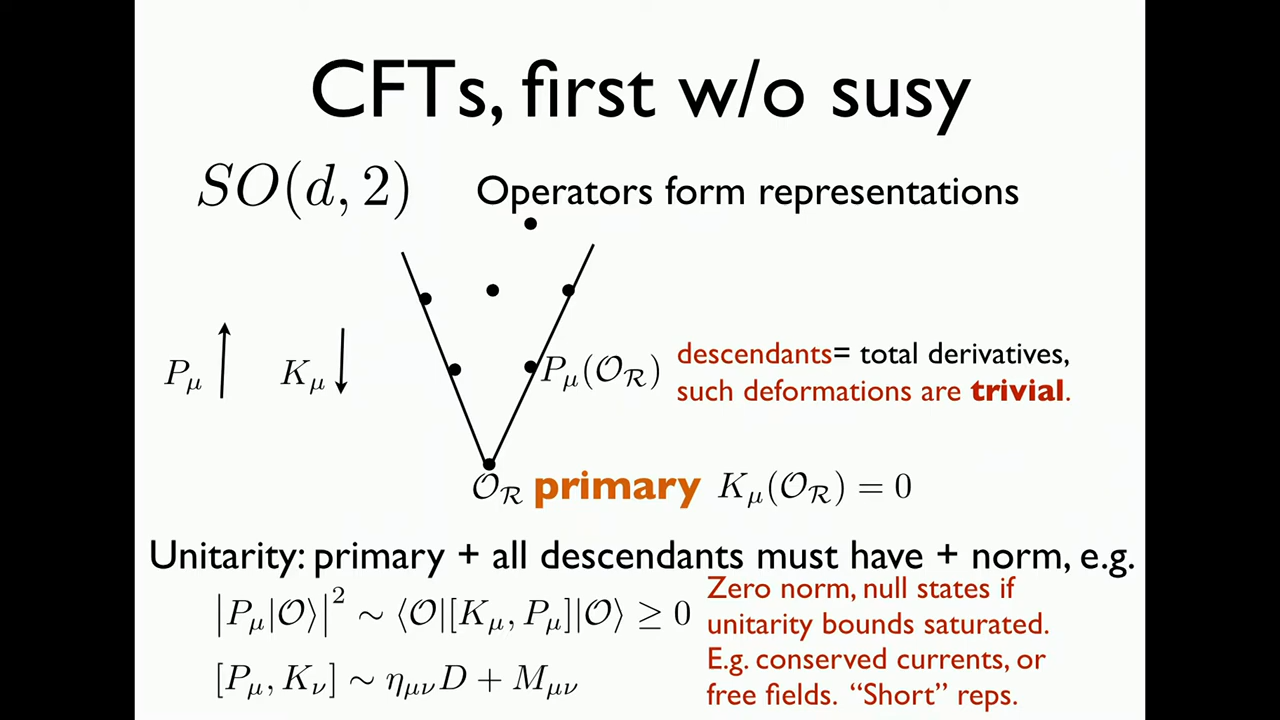 CFTs, first w/o susy
SO(d, 2) Operators form representations
P_μ K_μ P_μ(𝒪_ℛ) descendants= total derivatives,
such deformations are trivial.
𝒪_ℛ primary K_μ(𝒪_ℛ) = 0
Unitarity: primary + all descendants must have + norm, e.g.
|P_μ|𝒪⟩|² ∼ ⟨𝒪|[K_μ, P_μ]|𝒪⟩ ≥ 0
[P_μ, K_ν] ∼ η_μν D + M_μν
Zero norm, null states if
unitarity bounds saturated.
E.g. conserved currents, or
free fields. “Short” reps.